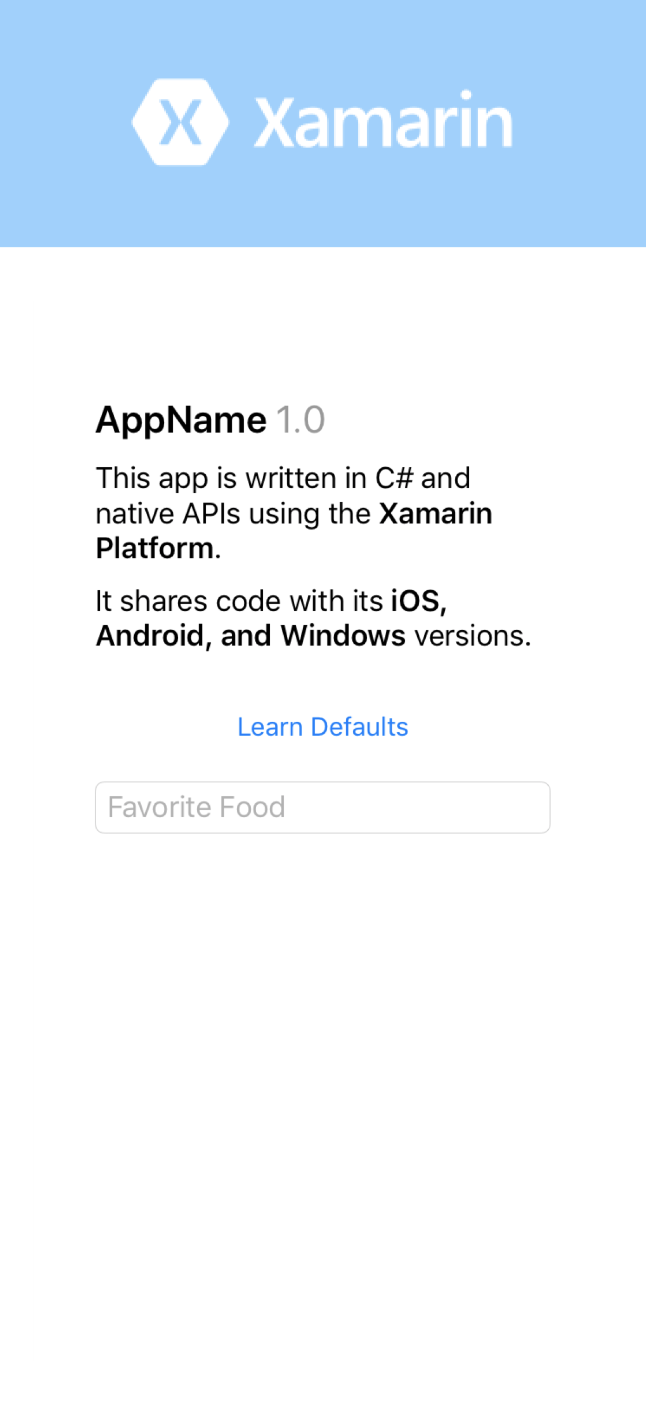 Xamarin
AppName 1.0
This app is written in C# and
native APIs using the Xamarin
Platform.
It shares code with its iOS,
Android, and Windows versions.
Learn Defaults
Favorite Food